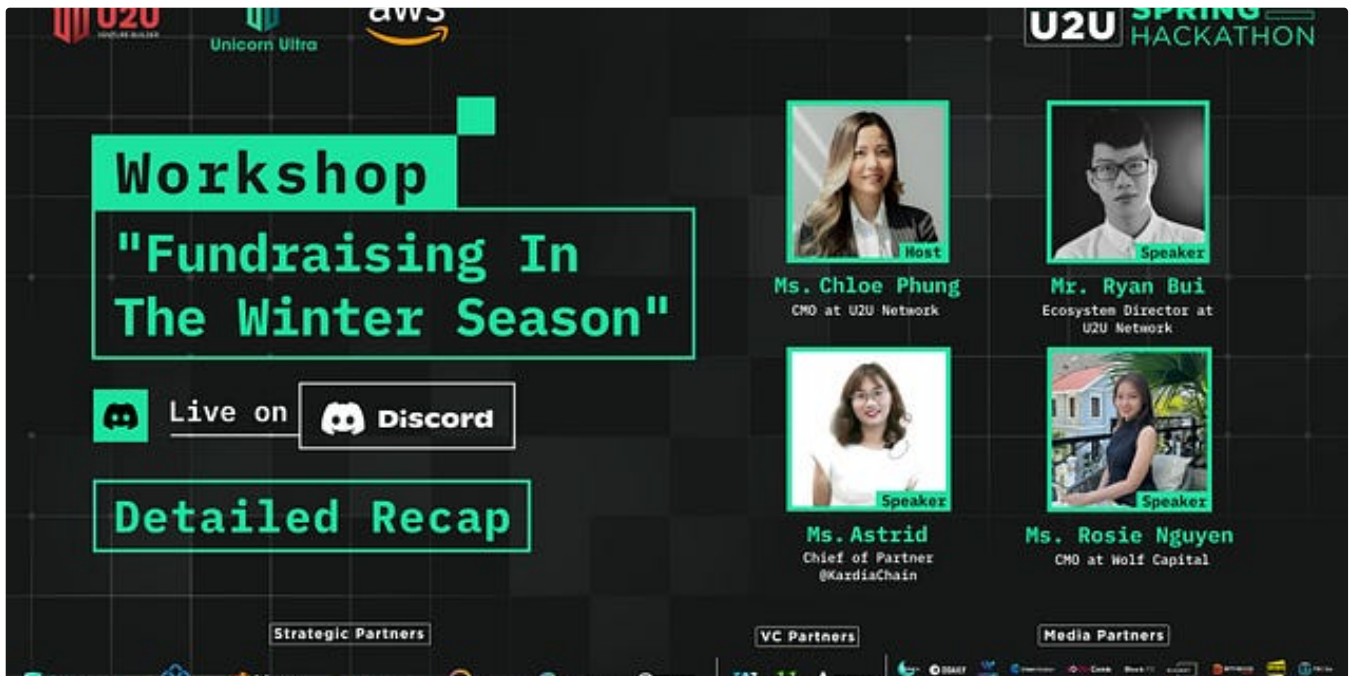 U2U
VENTURE BUILDER
Unicorn Ultra
aws
U2U SPRING
HACKATHON
Workshop
"Fundraising In
The Winter Season"
Live on Discord
Detailed Recap
Host
Ms. Chloe Phung
CMO at U2U Network
Speaker
Mr. Ryan Bui
Ecosystem Director at
U2U Network
Speaker
Ms. Astrid
Chief of Partner
@KardiaChain
Speaker
Ms. Rosie Nguyen
CMO at Wolf Capital
Strategic Partners
VC Partners
Media Partners